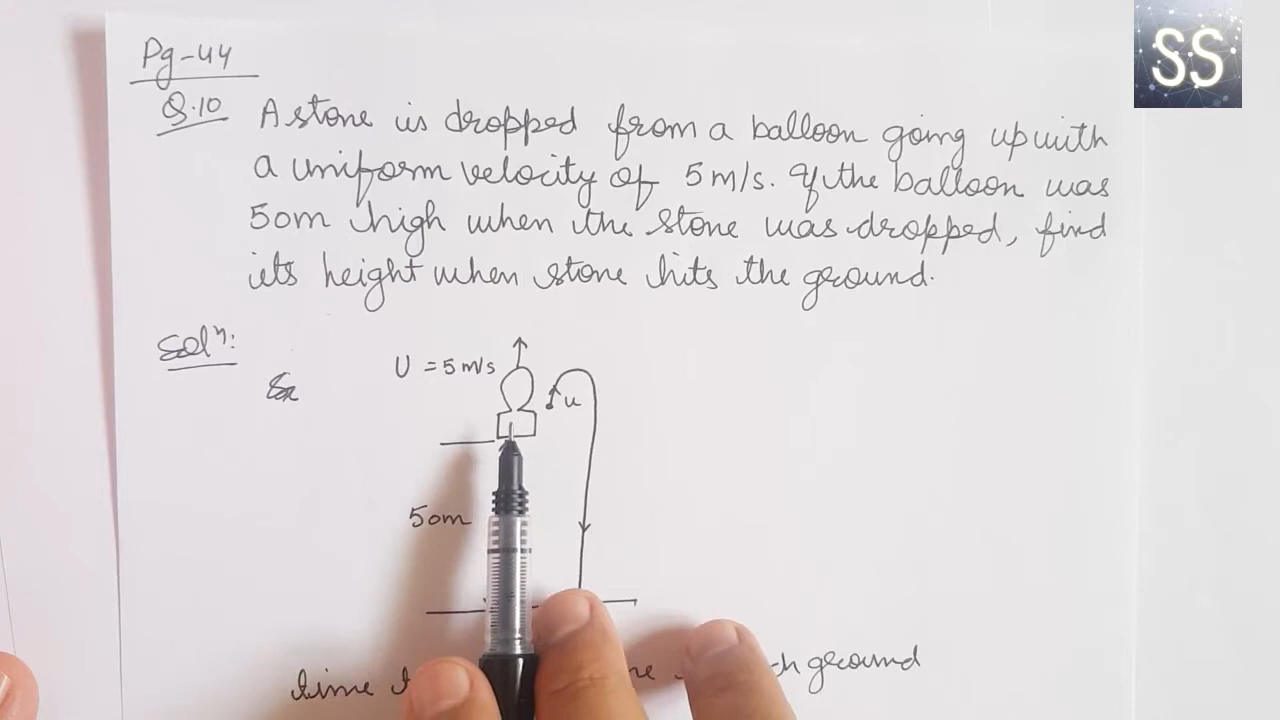 Pg-44
Q.10 A stone is dropped from a balloon going up with
a uniform velocity of 5 m/s. If the balloon was
50m high when the stone was dropped, find
its height when stone hits the ground.
Solⁿ:
U = 5 m/s
u
50m
time
ground
SS